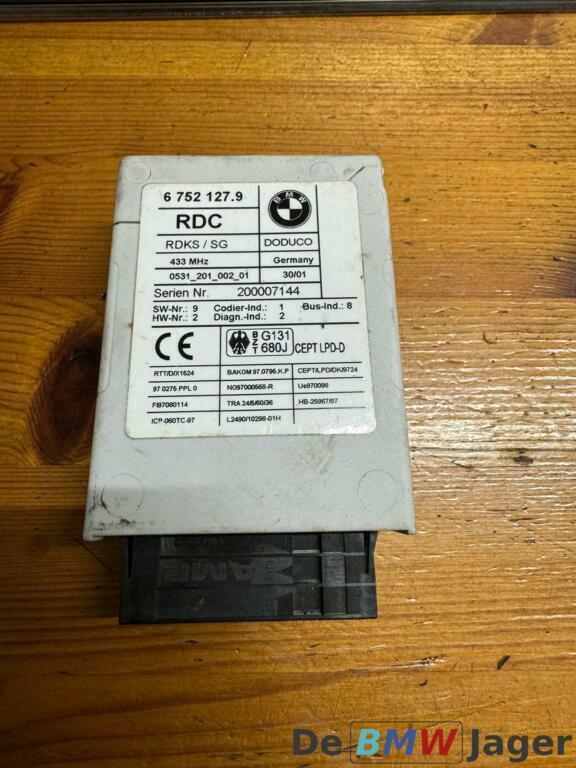 6 752 127.9
RDC
BMW
RDKS / SG
DODUCO
433 MHz
Germany
0531_201_002_01
30/01
Serien Nr. 200007144
SW-Nr.: 9 Codier-Ind.: 1 Bus-Ind.: 8
HW-Nr.: 2 Diagn.-Ind.: 2
CE BZT G131 680J CEPT LPD-D
RTT/D/X1524 BAKOM 97.0796.K.P CEPT/LPD/DK/9724
97 0275 PPL 0 NO97000568-R Ue970098
FI97080114 TRA 24/5/60/36 HB-25967/97
ICP-060TC-97 L2490/10298-01H
AMP
De BMW Jager